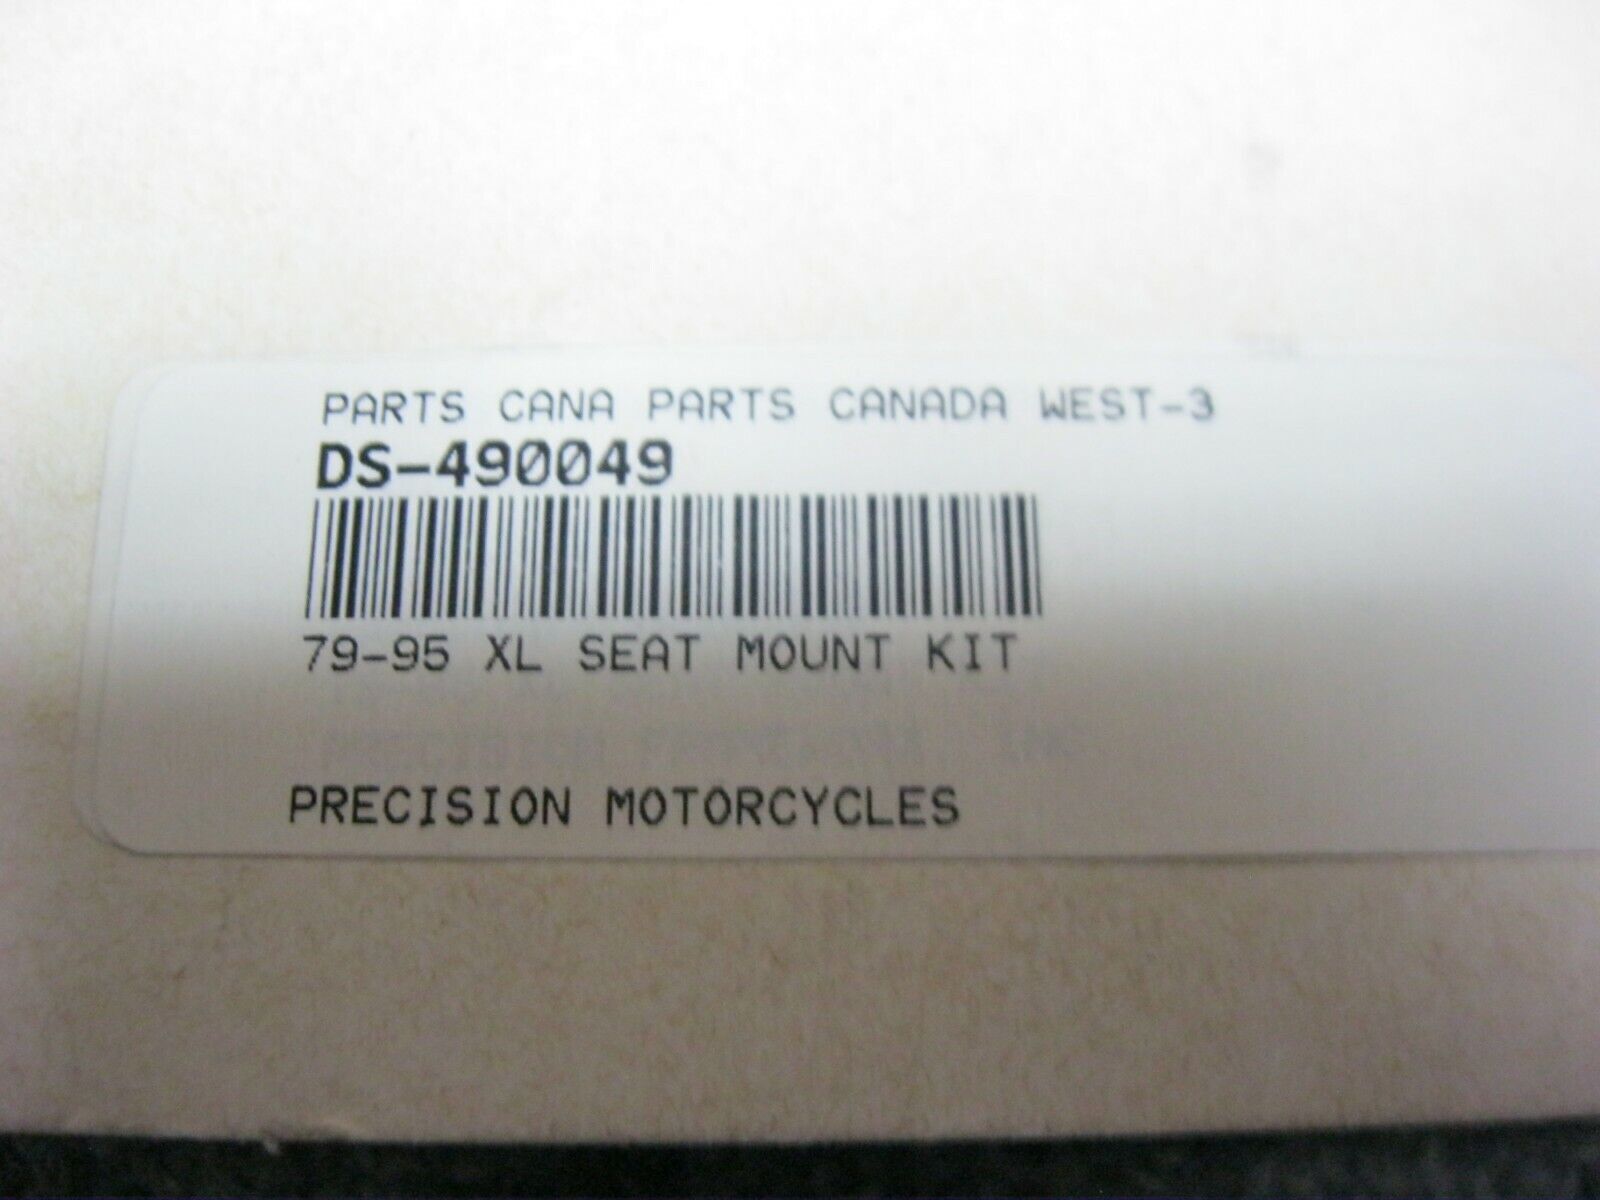 PARTS CANA PARTS CANADA WEST-3
DS-490049
79-95 XL SEAT MOUNT KIT
PRECISION MOTORCYCLES